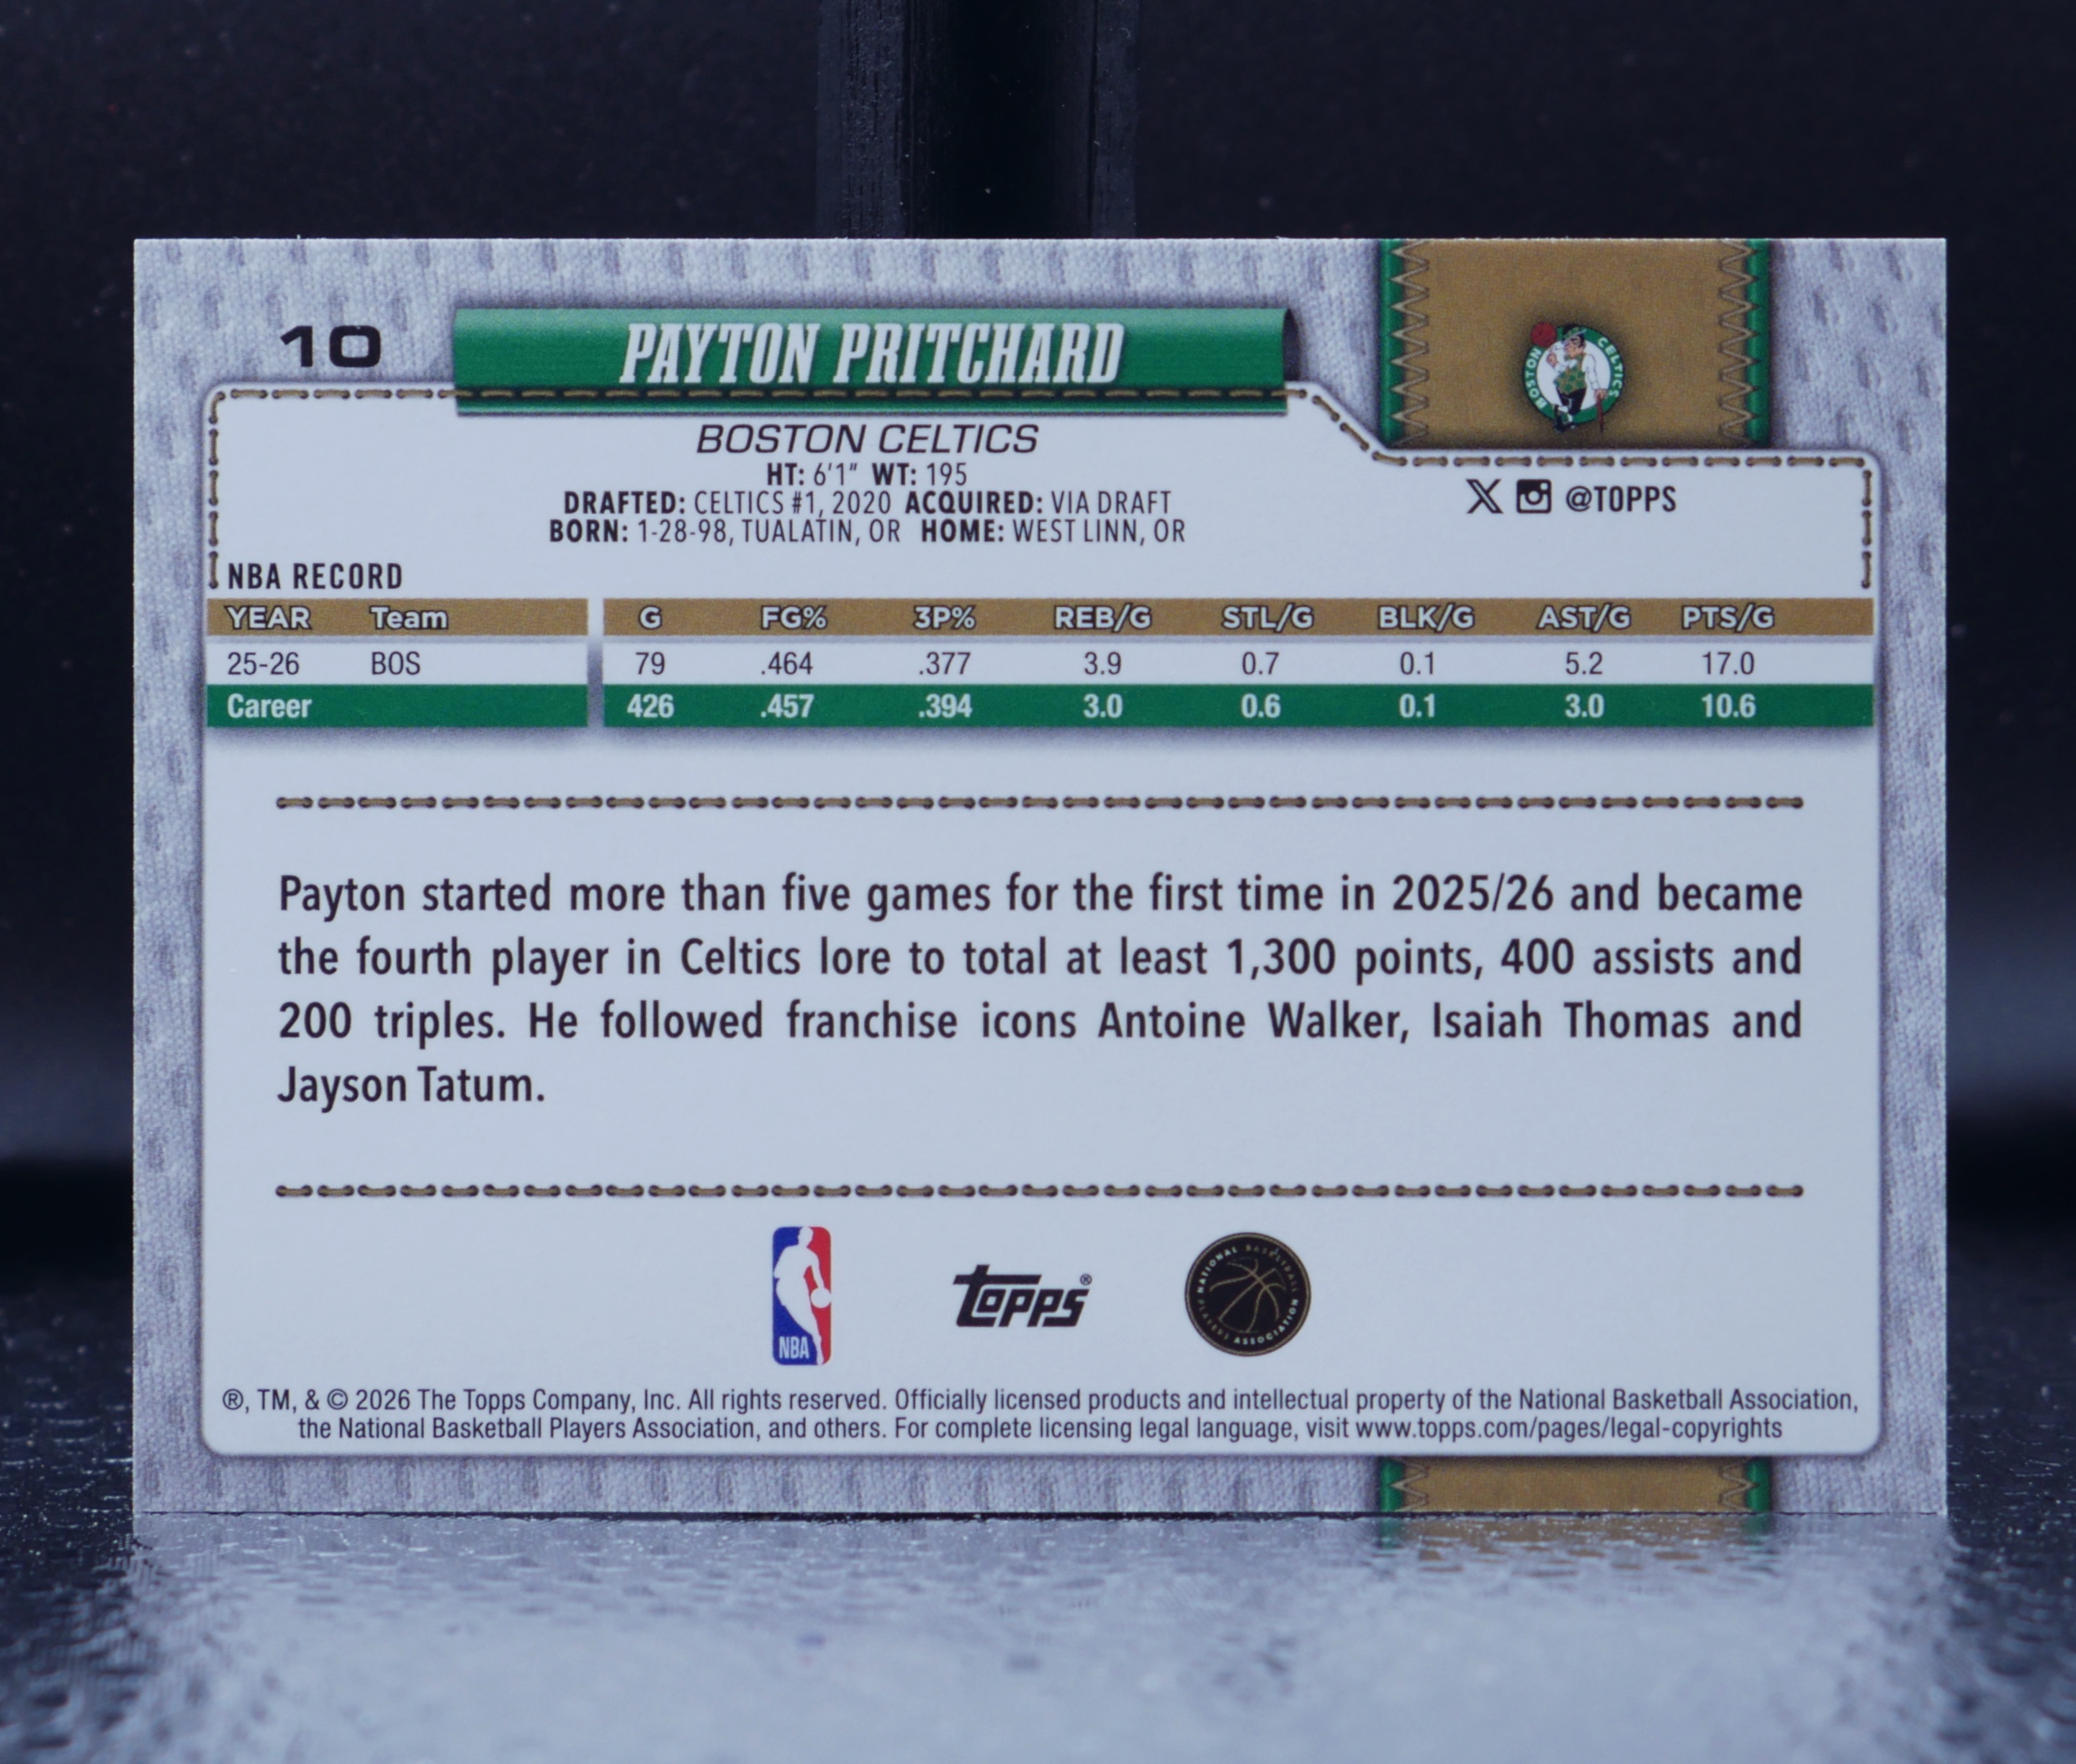 10
PAYTON PRITCHARD
BOSTON CELTICS
BOSTON CELTICS
HT: 6'1" WT: 195
DRAFTED: CELTICS #1, 2020 ACQUIRED: VIA DRAFT
BORN: 1-28-98, TUALATIN, OR HOME: WEST LINN, OR
@TOPPS
NBA RECORD
YEAR Team G FG% 3P% REB/G STL/G BLK/G AST/G PTS/G
25-26 BOS 79 .464 .377 3.9 0.7 0.1 5.2 17.0
Career 426 .457 .394 3.0 0.6 0.1 3.0 10.6
Payton started more than five games for the first time in 2025/26 and became
the fourth player in Celtics lore to total at least 1,300 points, 400 assists and
200 triples. He followed franchise icons Antoine Walker, Isaiah Thomas and
Jayson Tatum.
NBA
topps®
NATIONAL BASKETBALL PLAYERS ASSOCIATION
®, TM, & © 2026 The Topps Company, Inc. All rights reserved. Officially licensed products and intellectual property of the National Basketball Association,
the National Basketball Players Association, and others. For complete licensing legal language, visit www.topps.com/pages/legal-copyrights